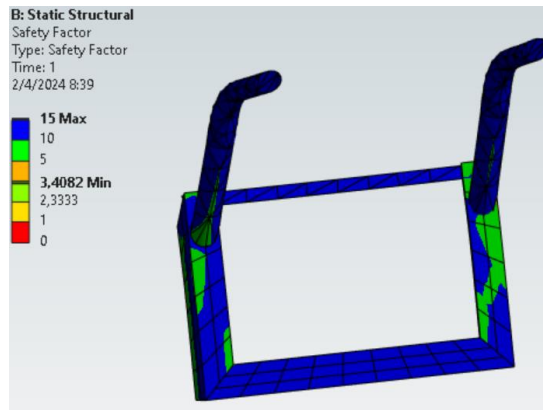 B: Static Structural
Safety Factor
Type: Safety Factor
Time: 1
2/4/2024 8:39
15 Max
10
5
3,4082 Min
2,3333
1
0